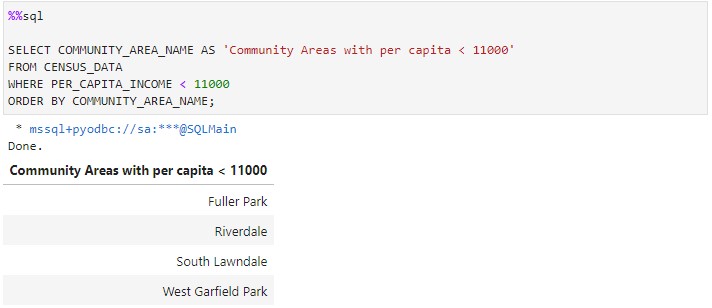 %%sql
SELECT COMMUNITY_AREA_NAME AS 'Community Areas with per capita < 11000'
FROM CENSUS_DATA
WHERE PER_CAPITA_INCOME < 11000
ORDER BY COMMUNITY_AREA_NAME;
* mssql+pyodbc://sa:***@SQLMain
Done.
Community Areas with per capita < 11000
Fuller Park
Riverdale
South Lawndale
West Garfield Park